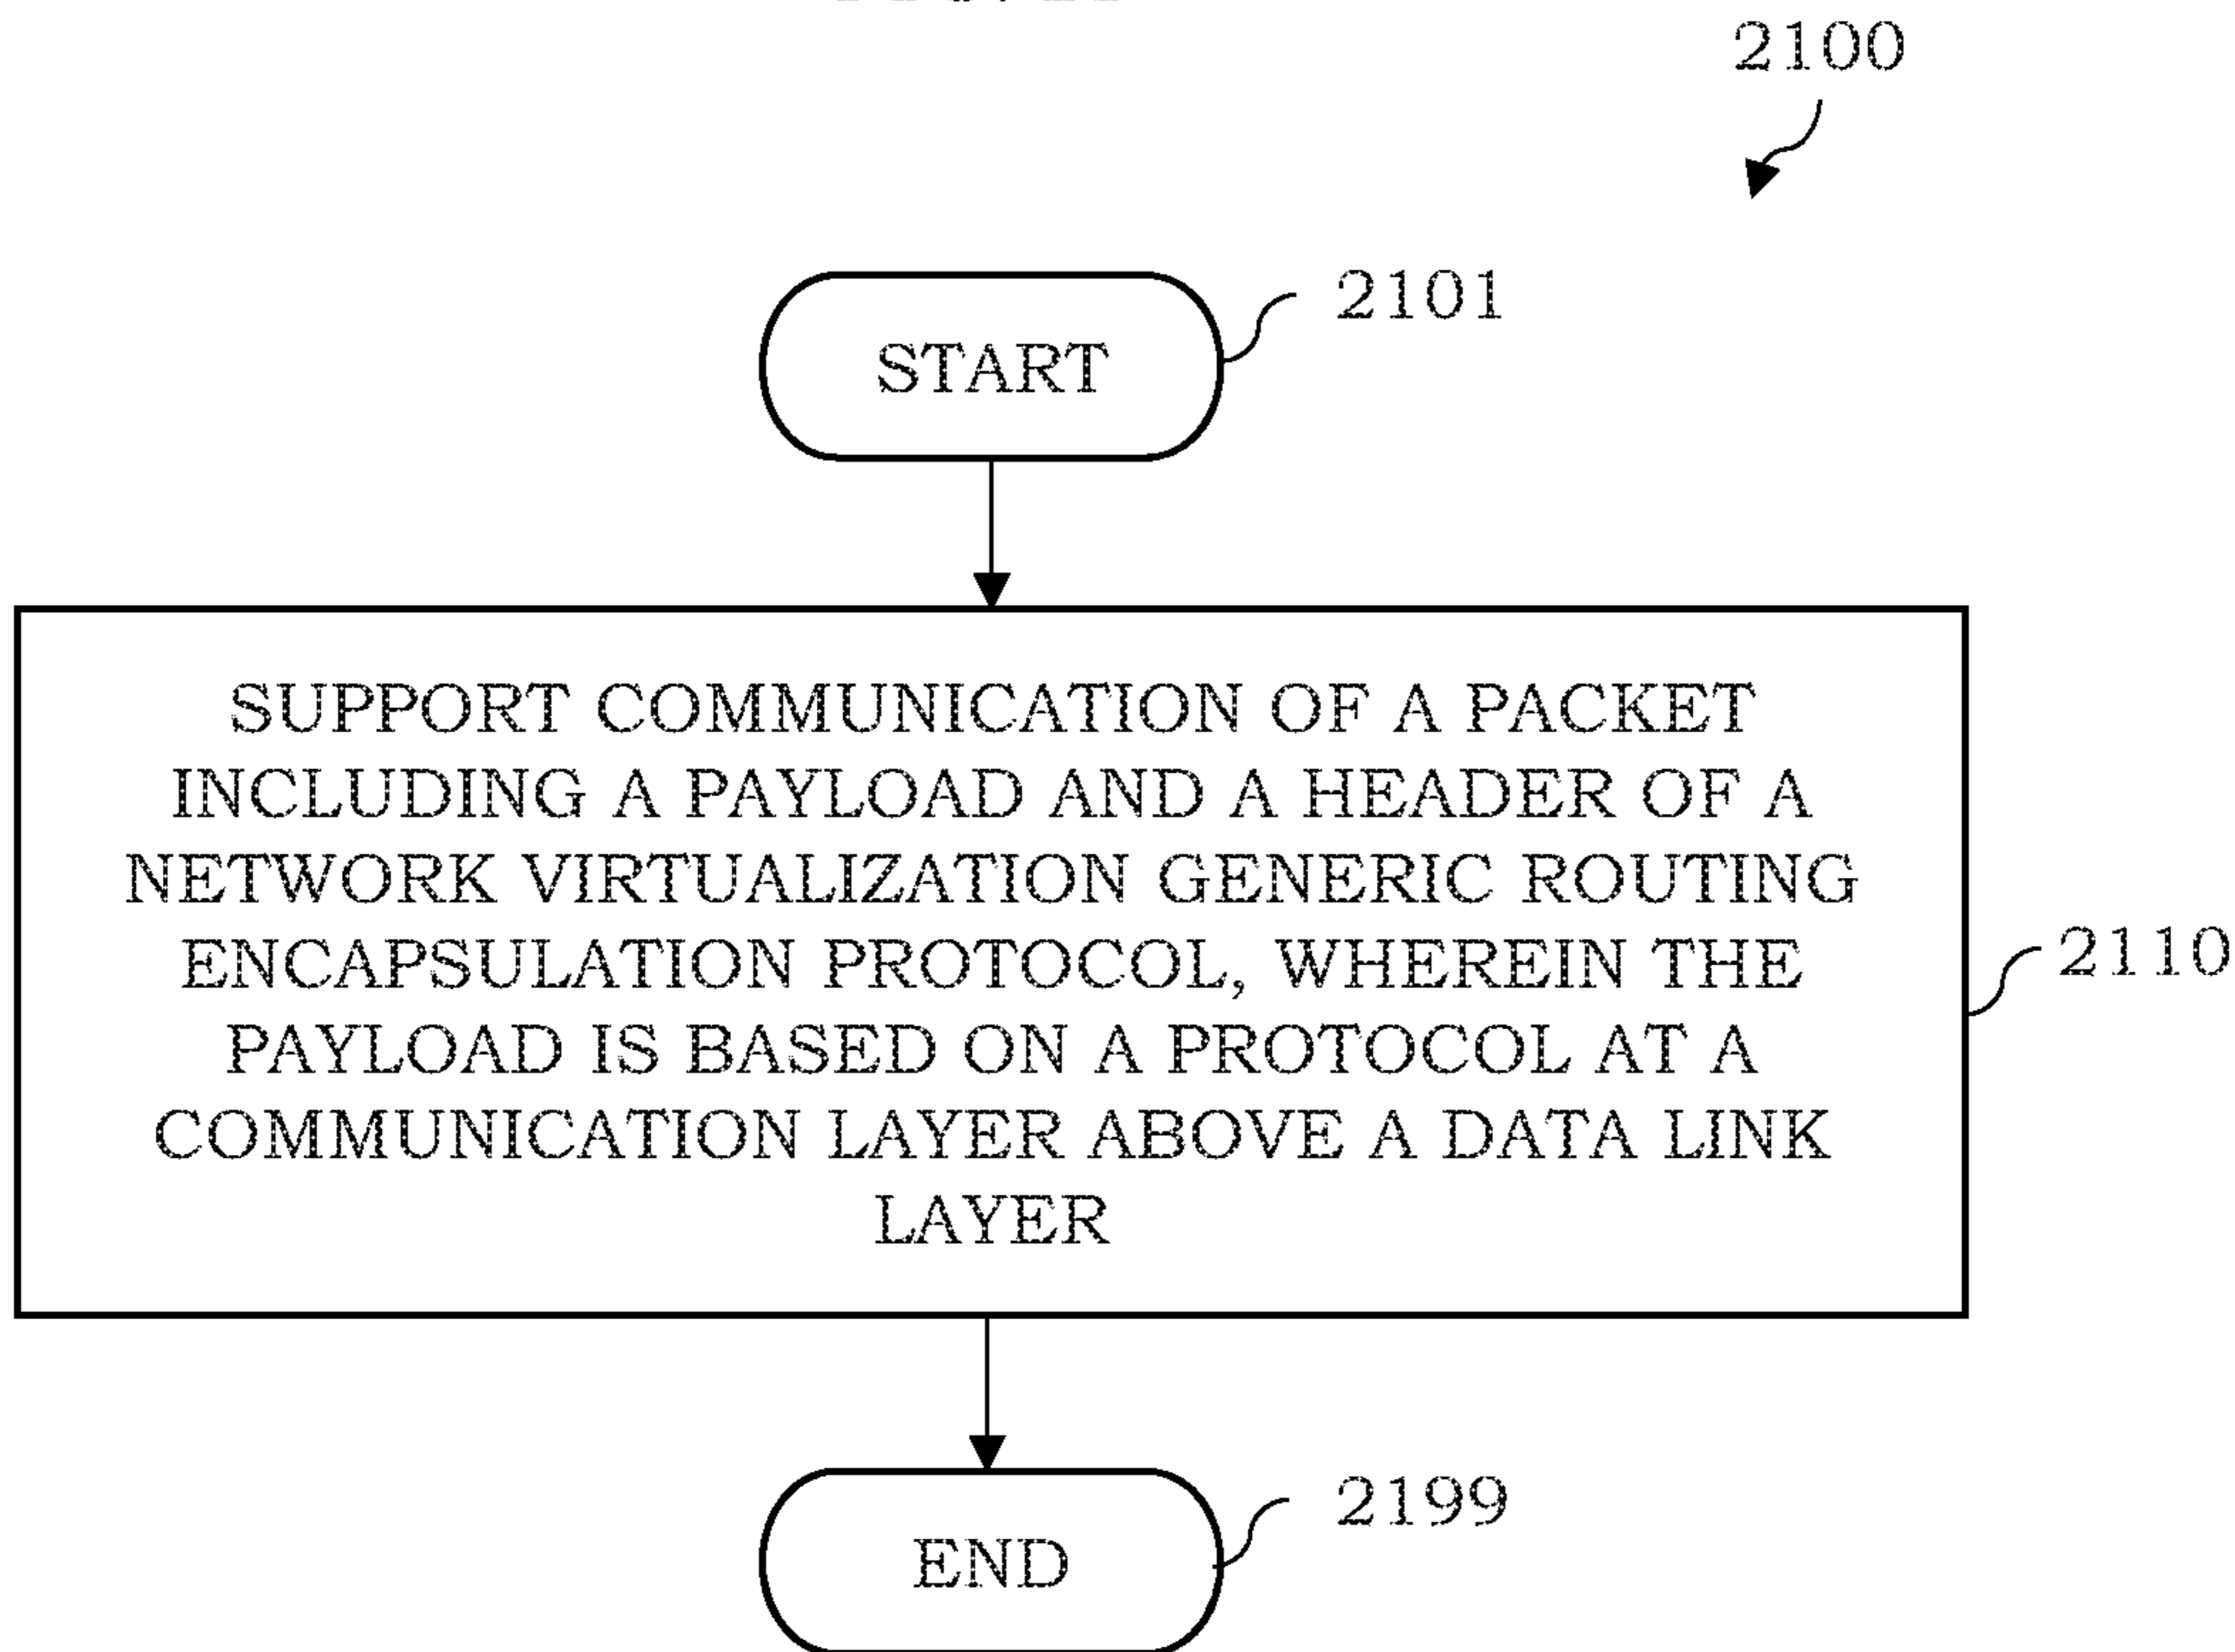 2100
START
2101
SUPPORT COMMUNICATION OF A PACKET
INCLUDING A PAYLOAD AND A HEADER OF A
NETWORK VIRTUALIZATION GENERIC ROUTING
ENCAPSULATION PROTOCOL, WHEREIN THE
PAYLOAD IS BASED ON A PROTOCOL AT A
COMMUNICATION LAYER ABOVE A DATA LINK
LAYER
2110
END
2199